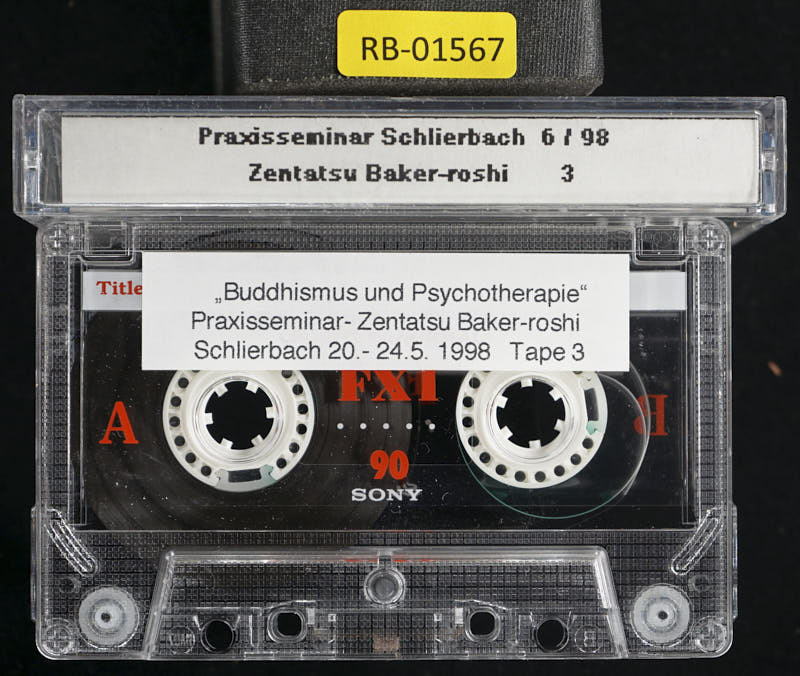 RB-01567
Praxisseminar Schlierbach 6 / 98
Zentatsu Baker-roshi 3
Title
„Buddhismus und Psychotherapie“
Praxisseminar- Zentatsu Baker-roshi
Schlierbach 20.- 24.5. 1998 Tape 3
FX I
A
B
90
SONY